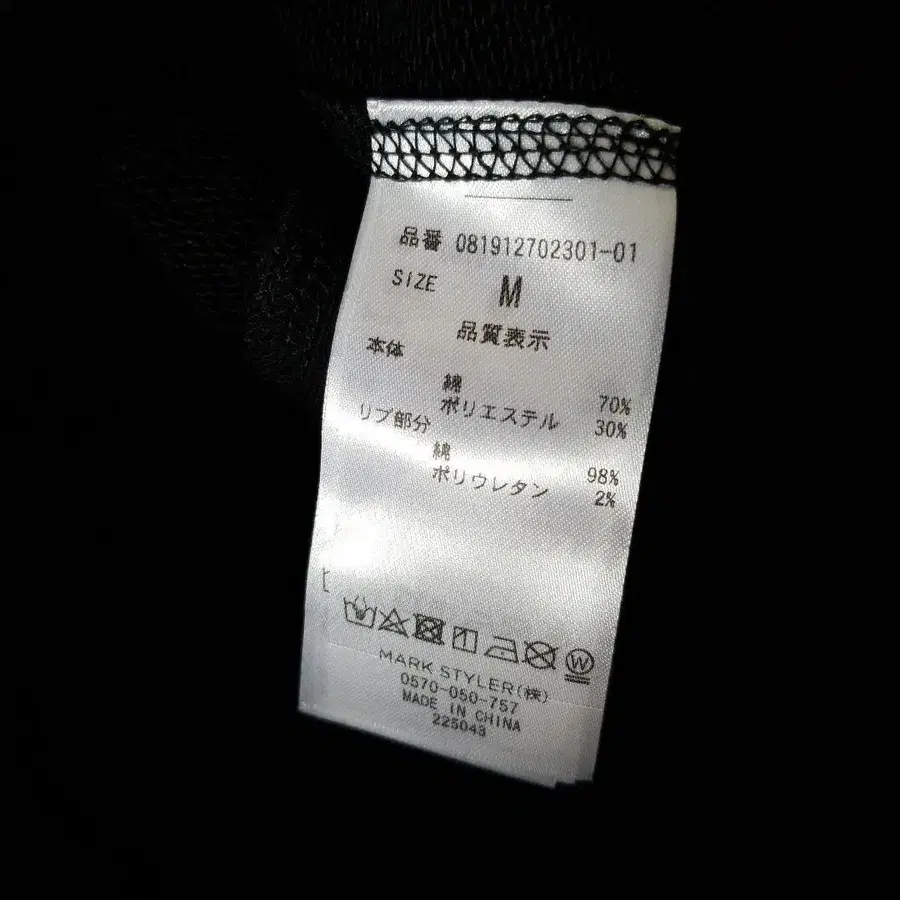 品番 081912702301-01
SIZE M
品質表示
本体
綿 70%
ポリエステル 30%
リブ部分
綿 98%
ポリウレタン 2%
MARK STYLER(株)
0570-050-757
MADE IN CHINA
225043